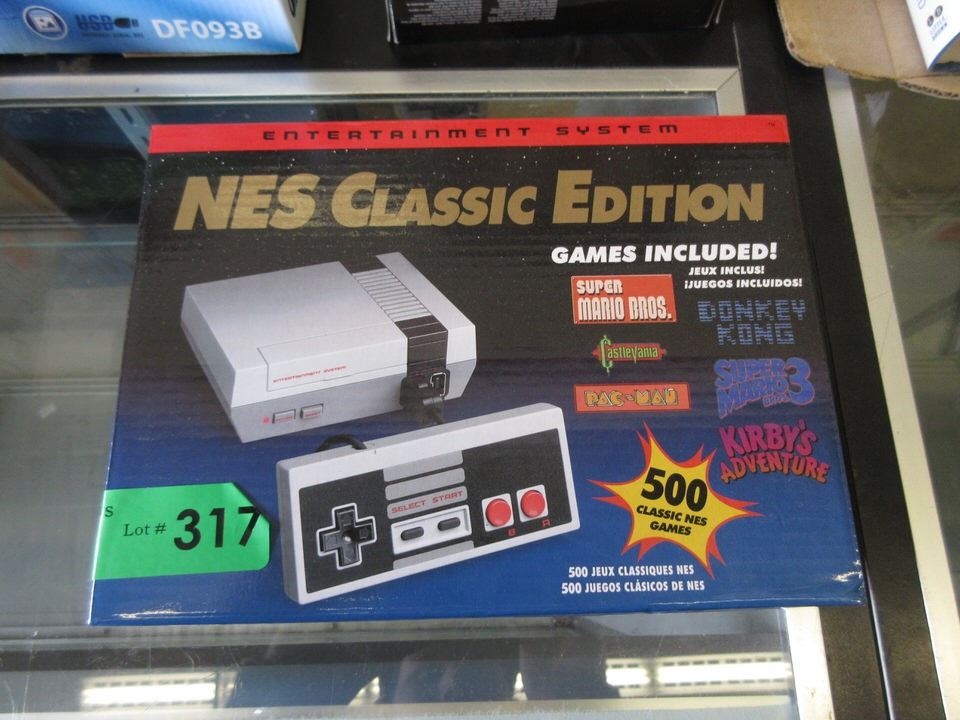 DF093B
ENTERTAINMENT SYSTEM
NES CLASSIC EDITION
GAMES INCLUDED!
JEUX INCLUS!
¡JUEGOS INCLUIDOS!
SUPER
MARIO BROS.
DONKEY
KONG
Castlevania
SUPER
MARIO
BROS 3
PAC-MAN
KIRBY'S
ADVENTURE
ENTERTAINMENT SYSTEM
500
CLASSIC NES
GAMES
SELECT START
B A
S
Lot # 317
500 JEUX CLASSIQUES NES
500 JUEGOS CLÁSICOS DE NES